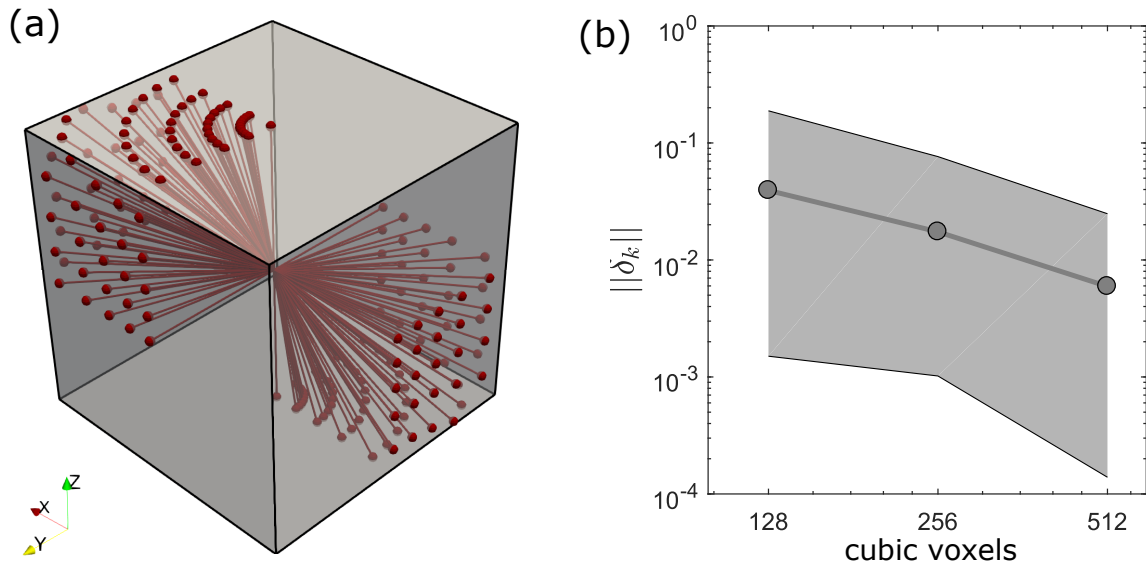 (a)
Z
X
Y
(b)
10^0
10^-1
10^-2
10^-3
10^-4
||δ_k||
128 256 512
cubic voxels